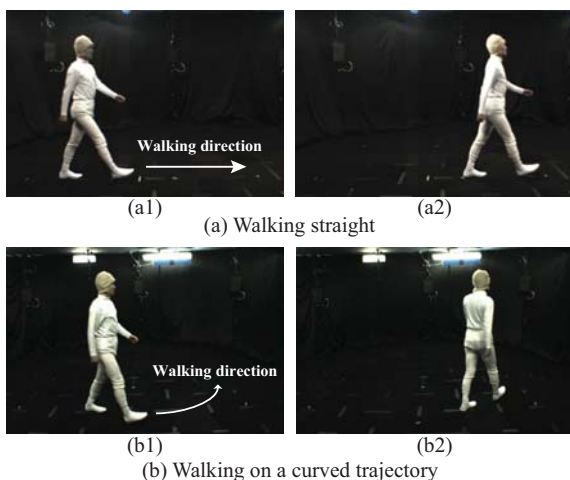 Walking direction
(a1)
(a2)
(a) Walking straight
Walking direction
(b1)
(b2)
(b) Walking on a curved trajectory